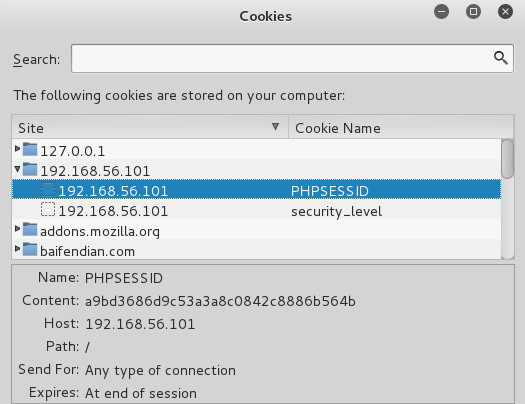 Cookies
Search:
The following cookies are stored on your computer:
Site Cookie Name
127.0.0.1
192.168.56.101
192.168.56.101 PHPSESSID
192.168.56.101 security_level
addons.mozilla.org
baifendian.com
Name: PHPSESSID
Content: a9bd3686d9c53a3a8c0842c8886b564b
Host: 192.168.56.101
Path: /
Send For: Any type of connection
Expires: At end of session